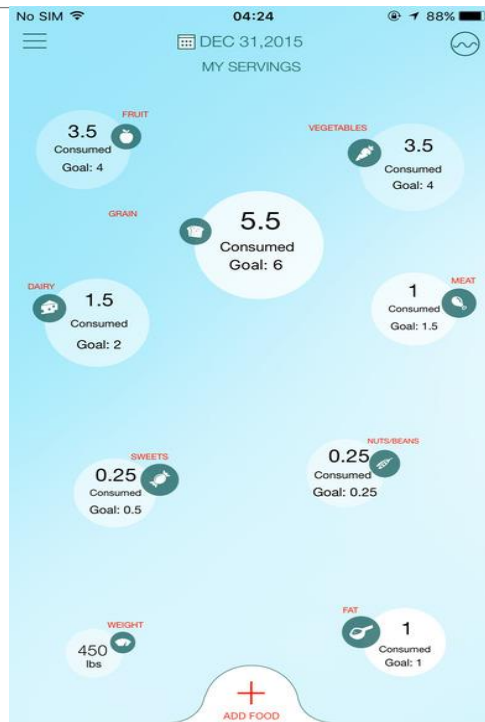 No SIM 04:24 88%
DEC 31,2015
MY SERVINGS
FRUIT
3.5
Consumed
Goal: 4
VEGETABLES
3.5
Consumed
Goal: 4
GRAIN
5.5
Consumed
Goal: 6
DAIRY
1.5
Consumed
Goal: 2
MEAT
1
Consumed
Goal: 1.5
SWEETS
0.25
Consumed
Goal: 0.5
NUTS/BEANS
0.25
Consumed
Goal: 0.25
WEIGHT
450
lbs
FAT
1
Consumed
Goal: 1
ADD FOOD